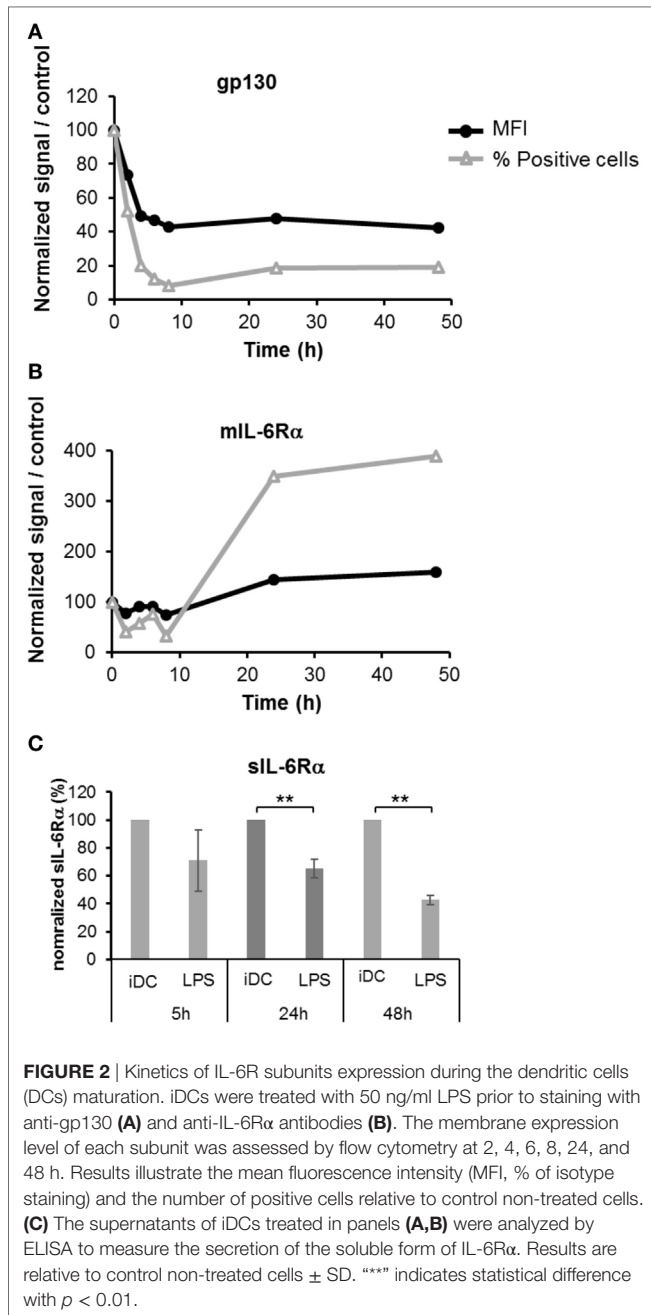 A
gp130
Normalized signal / control
120
100
80
60
40
20
0
0 10 20 30 40 50
Time (h)
MFI
% Positive cells
B
mIL-6Rα
Normalized signal / control
400
300
200
100
0
0 10 20 30 40 50
Time (h)
C
sIL-6Rα
nomralized sIL-6Rα (%)
120
100
80
60
40
20
0
** **
iDC LPS iDC LPS iDC LPS
5h 24h 48h
FIGURE 2 | Kinetics of IL-6R subunits expression during the dendritic cells
(DCs) maturation. iDCs were treated with 50 ng/ml LPS prior to staining with
anti-gp130 (A) and anti-IL-6Rα antibodies (B). The membrane expression
level of each subunit was assessed by flow cytometry at 2, 4, 6, 8, 24, and
48 h. Results illustrate the mean fluorescence intensity (MFI, % of isotype
staining) and the number of positive cells relative to control non-treated cells.
(C) The supernatants of iDCs treated in panels (A,B) were analyzed by
ELISA to measure the secretion of the soluble form of IL-6Rα. Results are
relative to control non-treated cells ± SD. “**” indicates statistical difference
with p < 0.01.